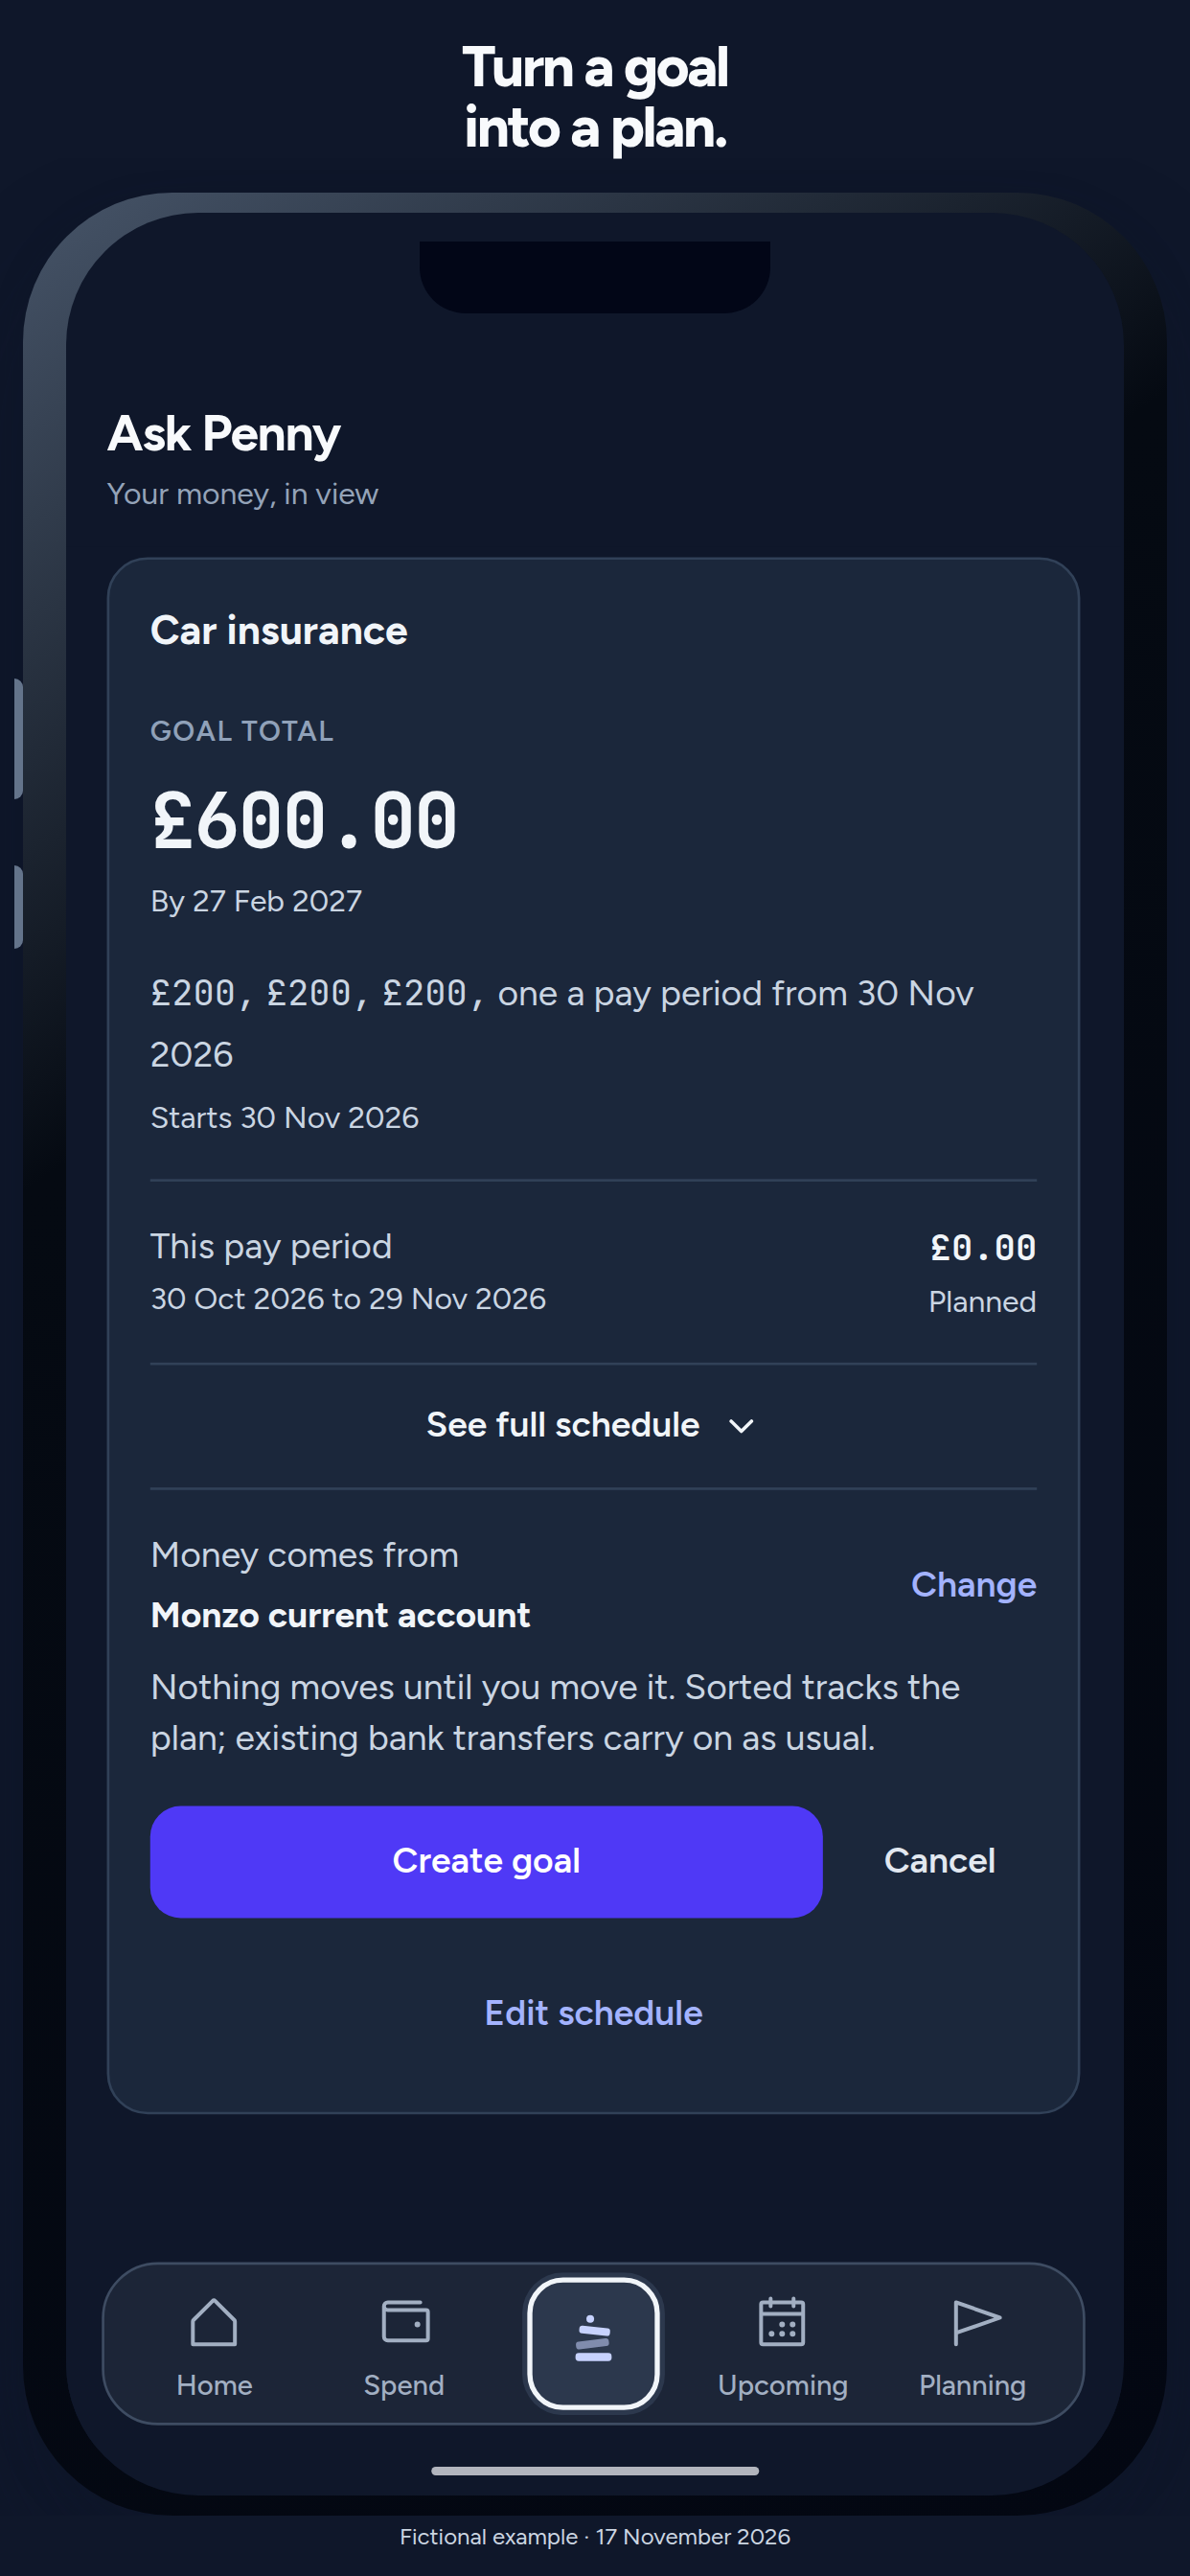 Turn a goal
into a plan.
Ask Penny
Your money, in view
Car insurance
GOAL TOTAL
£600.00
By 27 Feb 2027
£200, £200, £200, one a pay period from 30 Nov
2026
Starts 30 Nov 2026
This pay period
£0.00
30 Oct 2026 to 29 Nov 2026
Planned
See full schedule
Money comes from
Change
Monzo current account
Nothing moves until you move it. Sorted tracks the
plan; existing bank transfers carry on as usual.
Create goal
Cancel
Edit schedule
Home
Spend
Upcoming
Planning
Fictional example · 17 November 2026